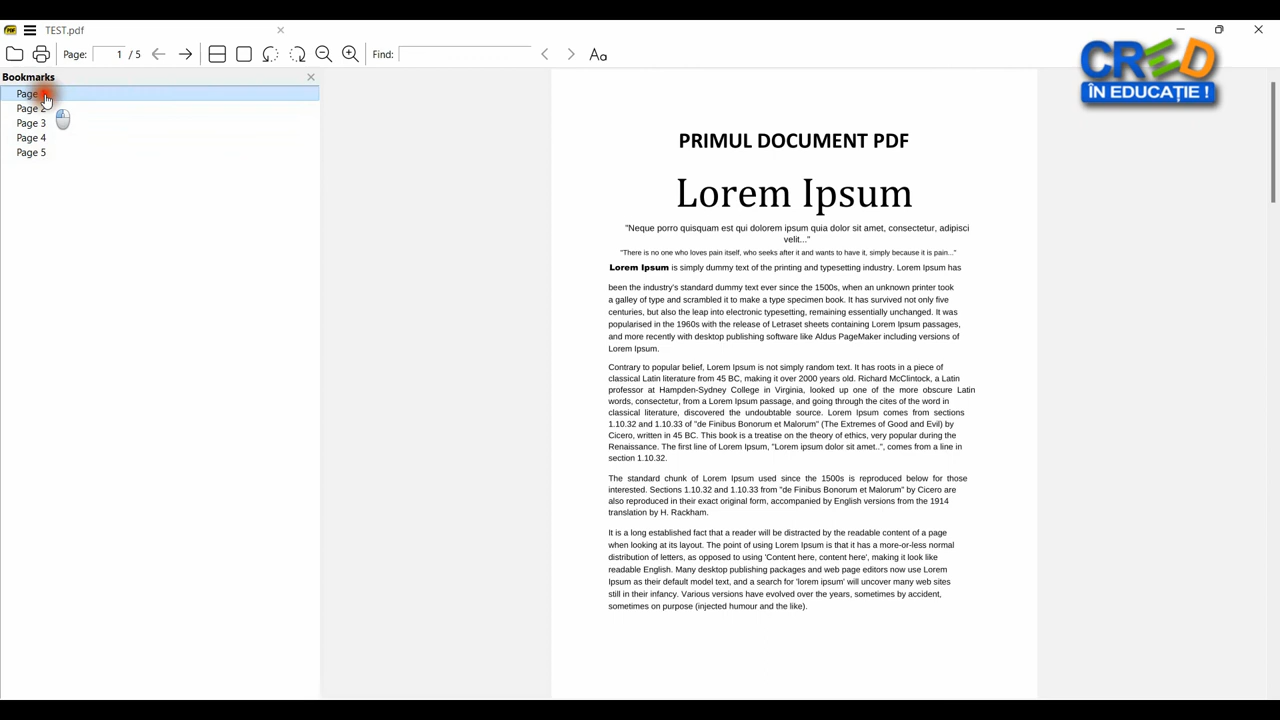 TEST.pdf
Page: 1 / 5 Find: Aa
CRED
ÎN EDUCAȚIE !
Bookmarks
Page
Page 2
Page 3
Page 4
Page 5
PRIMUL DOCUMENT PDF
Lorem Ipsum
"Neque porro quisquam est qui dolorem ipsum quia dolor sit amet, consectetur, adipisci
velit..."
"There is no one who loves pain itself, who seeks after it and wants to have it, simply because it is pain..."
Lorem Ipsum is simply dummy text of the printing and typesetting industry. Lorem Ipsum has
been the industry's standard dummy text ever since the 1500s, when an unknown printer took
a galley of type and scrambled it to make a type specimen book. It has survived not only five
centuries, but also the leap into electronic typesetting, remaining essentially unchanged. It was
popularised in the 1960s with the release of Letraset sheets containing Lorem Ipsum passages,
and more recently with desktop publishing software like Aldus PageMaker including versions of
Lorem Ipsum.
Contrary to popular belief, Lorem Ipsum is not simply random text. It has roots in a piece of
classical Latin literature from 45 BC, making it over 2000 years old. Richard McClintock, a Latin
professor at Hampden-Sydney College in Virginia, looked up one of the more obscure Latin
words, consectetur, from a Lorem Ipsum passage, and going through the cites of the word in
classical literature, discovered the undoubtable source. Lorem Ipsum comes from sections
1.10.32 and 1.10.33 of "de Finibus Bonorum et Malorum" (The Extremes of Good and Evil) by
Cicero, written in 45 BC. This book is a treatise on the theory of ethics, very popular during the
Renaissance. The first line of Lorem Ipsum, "Lorem ipsum dolor sit amet..", comes from a line in
section 1.10.32.
The standard chunk of Lorem Ipsum used since the 1500s is reproduced below for those
interested. Sections 1.10.32 and 1.10.33 from "de Finibus Bonorum et Malorum" by Cicero are
also reproduced in their exact original form, accompanied by English versions from the 1914
translation by H. Rackham.
It is a long established fact that a reader will be distracted by the readable content of a page
when looking at its layout. The point of using Lorem Ipsum is that it has a more-or-less normal
distribution of letters, as opposed to using 'Content here, content here', making it look like
readable English. Many desktop publishing packages and web page editors now use Lorem
Ipsum as their default model text, and a search for 'lorem ipsum' will uncover many web sites
still in their infancy. Various versions have evolved over the years, sometimes by accident,
sometimes on purpose (injected humour and the like).